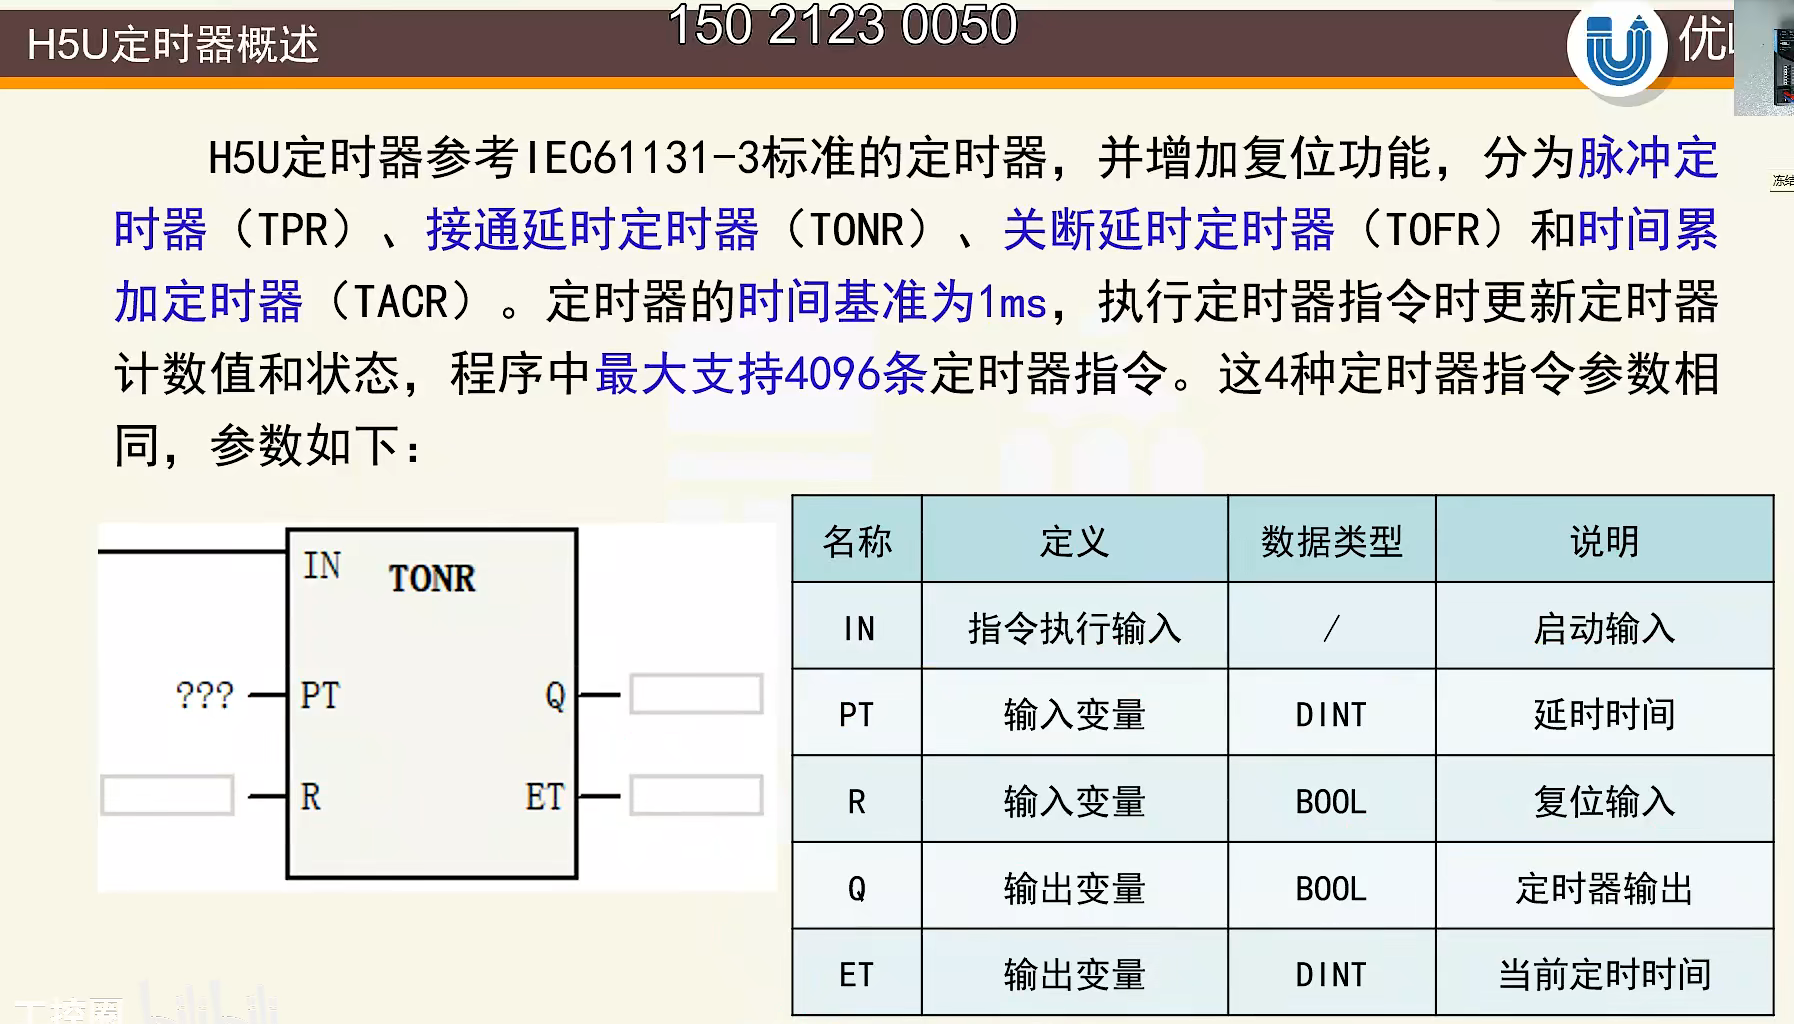 150 2123 0050
H5U定时器概述
优
冻结
H5U定时器参考IEC61131-3标准的定时器，并增加复位功能，分为脉冲定
时器（TPR）、接通延时定时器（TONR）、关断延时定时器（TOFR）和时间累
加定时器（TACR）。定时器的时间基准为1ms，执行定时器指令时更新定时器
计数值和状态，程序中最大支持4096条定时器指令。这4种定时器指令参数相
同，参数如下：
IN TONR
??? PT Q
R ET
名称 定义 数据类型 说明
IN 指令执行输入 / 启动输入
PT 输入变量 DINT 延时时间
R 输入变量 BOOL 复位输入
Q 输出变量 BOOL 定时器输出
ET 输出变量 DINT 当前定时时间
工控圈 bilibili